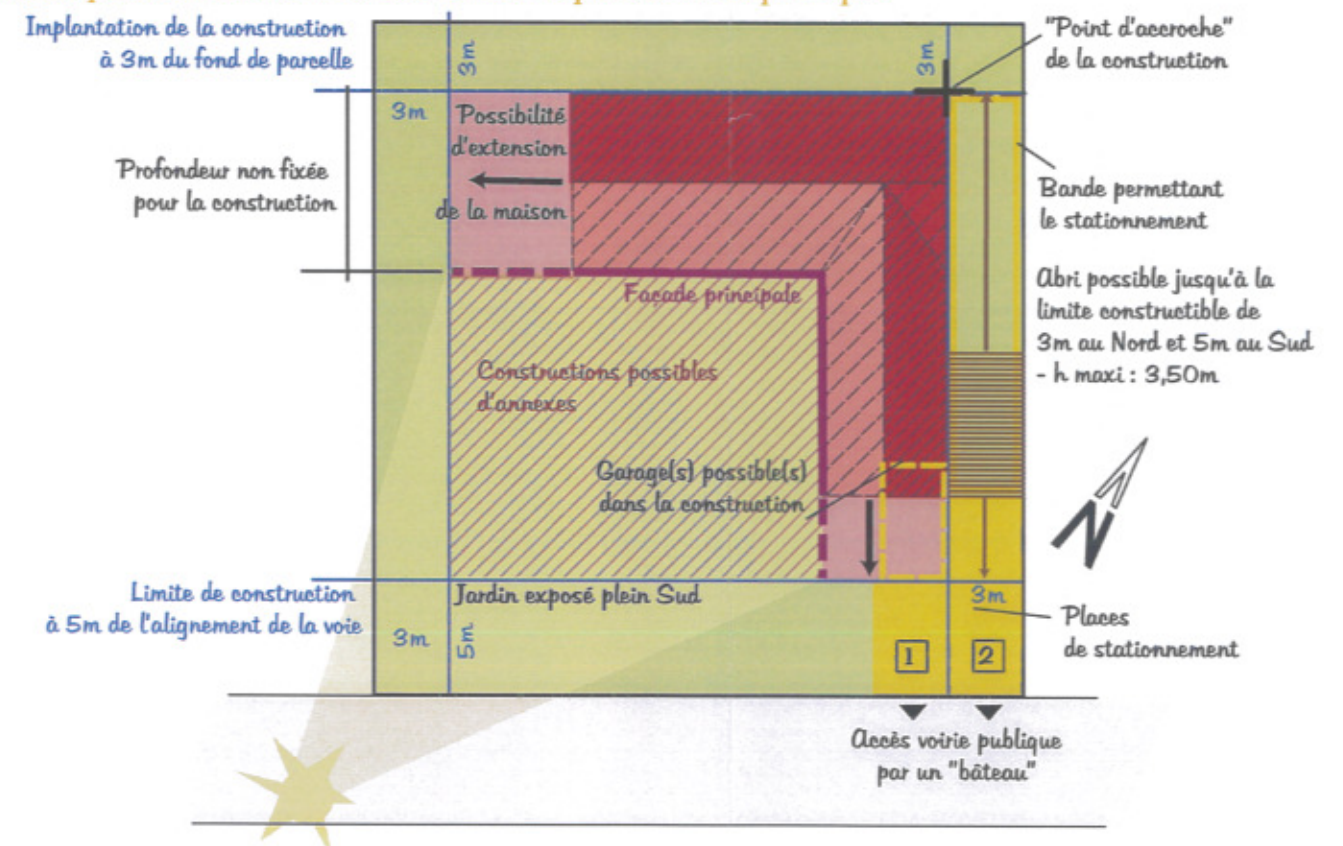 Implantation de la construction
à 3m du fond de parcelle
3m
3m
"Point d'accroche"
de la construction
3m
Possibilité
d'extension
de la maison
Profondeur non fixée
pour la construction
Bande permettant
le stationnement
Abri possible jusqu'à la
limite constructible de
3m au Nord et 5m au Sud
- h maxi : 3,50m
Façade principale
Constructions possibles
d'annexes
Garage(s) possible(s)
dans la construction
N
Limite de construction
à 5m de l'alignement de la voie
Jardin exposé plein Sud
3m
5m
3m
Places
de stationnement
1
2
Accès voirie publique
par un "bâteau"